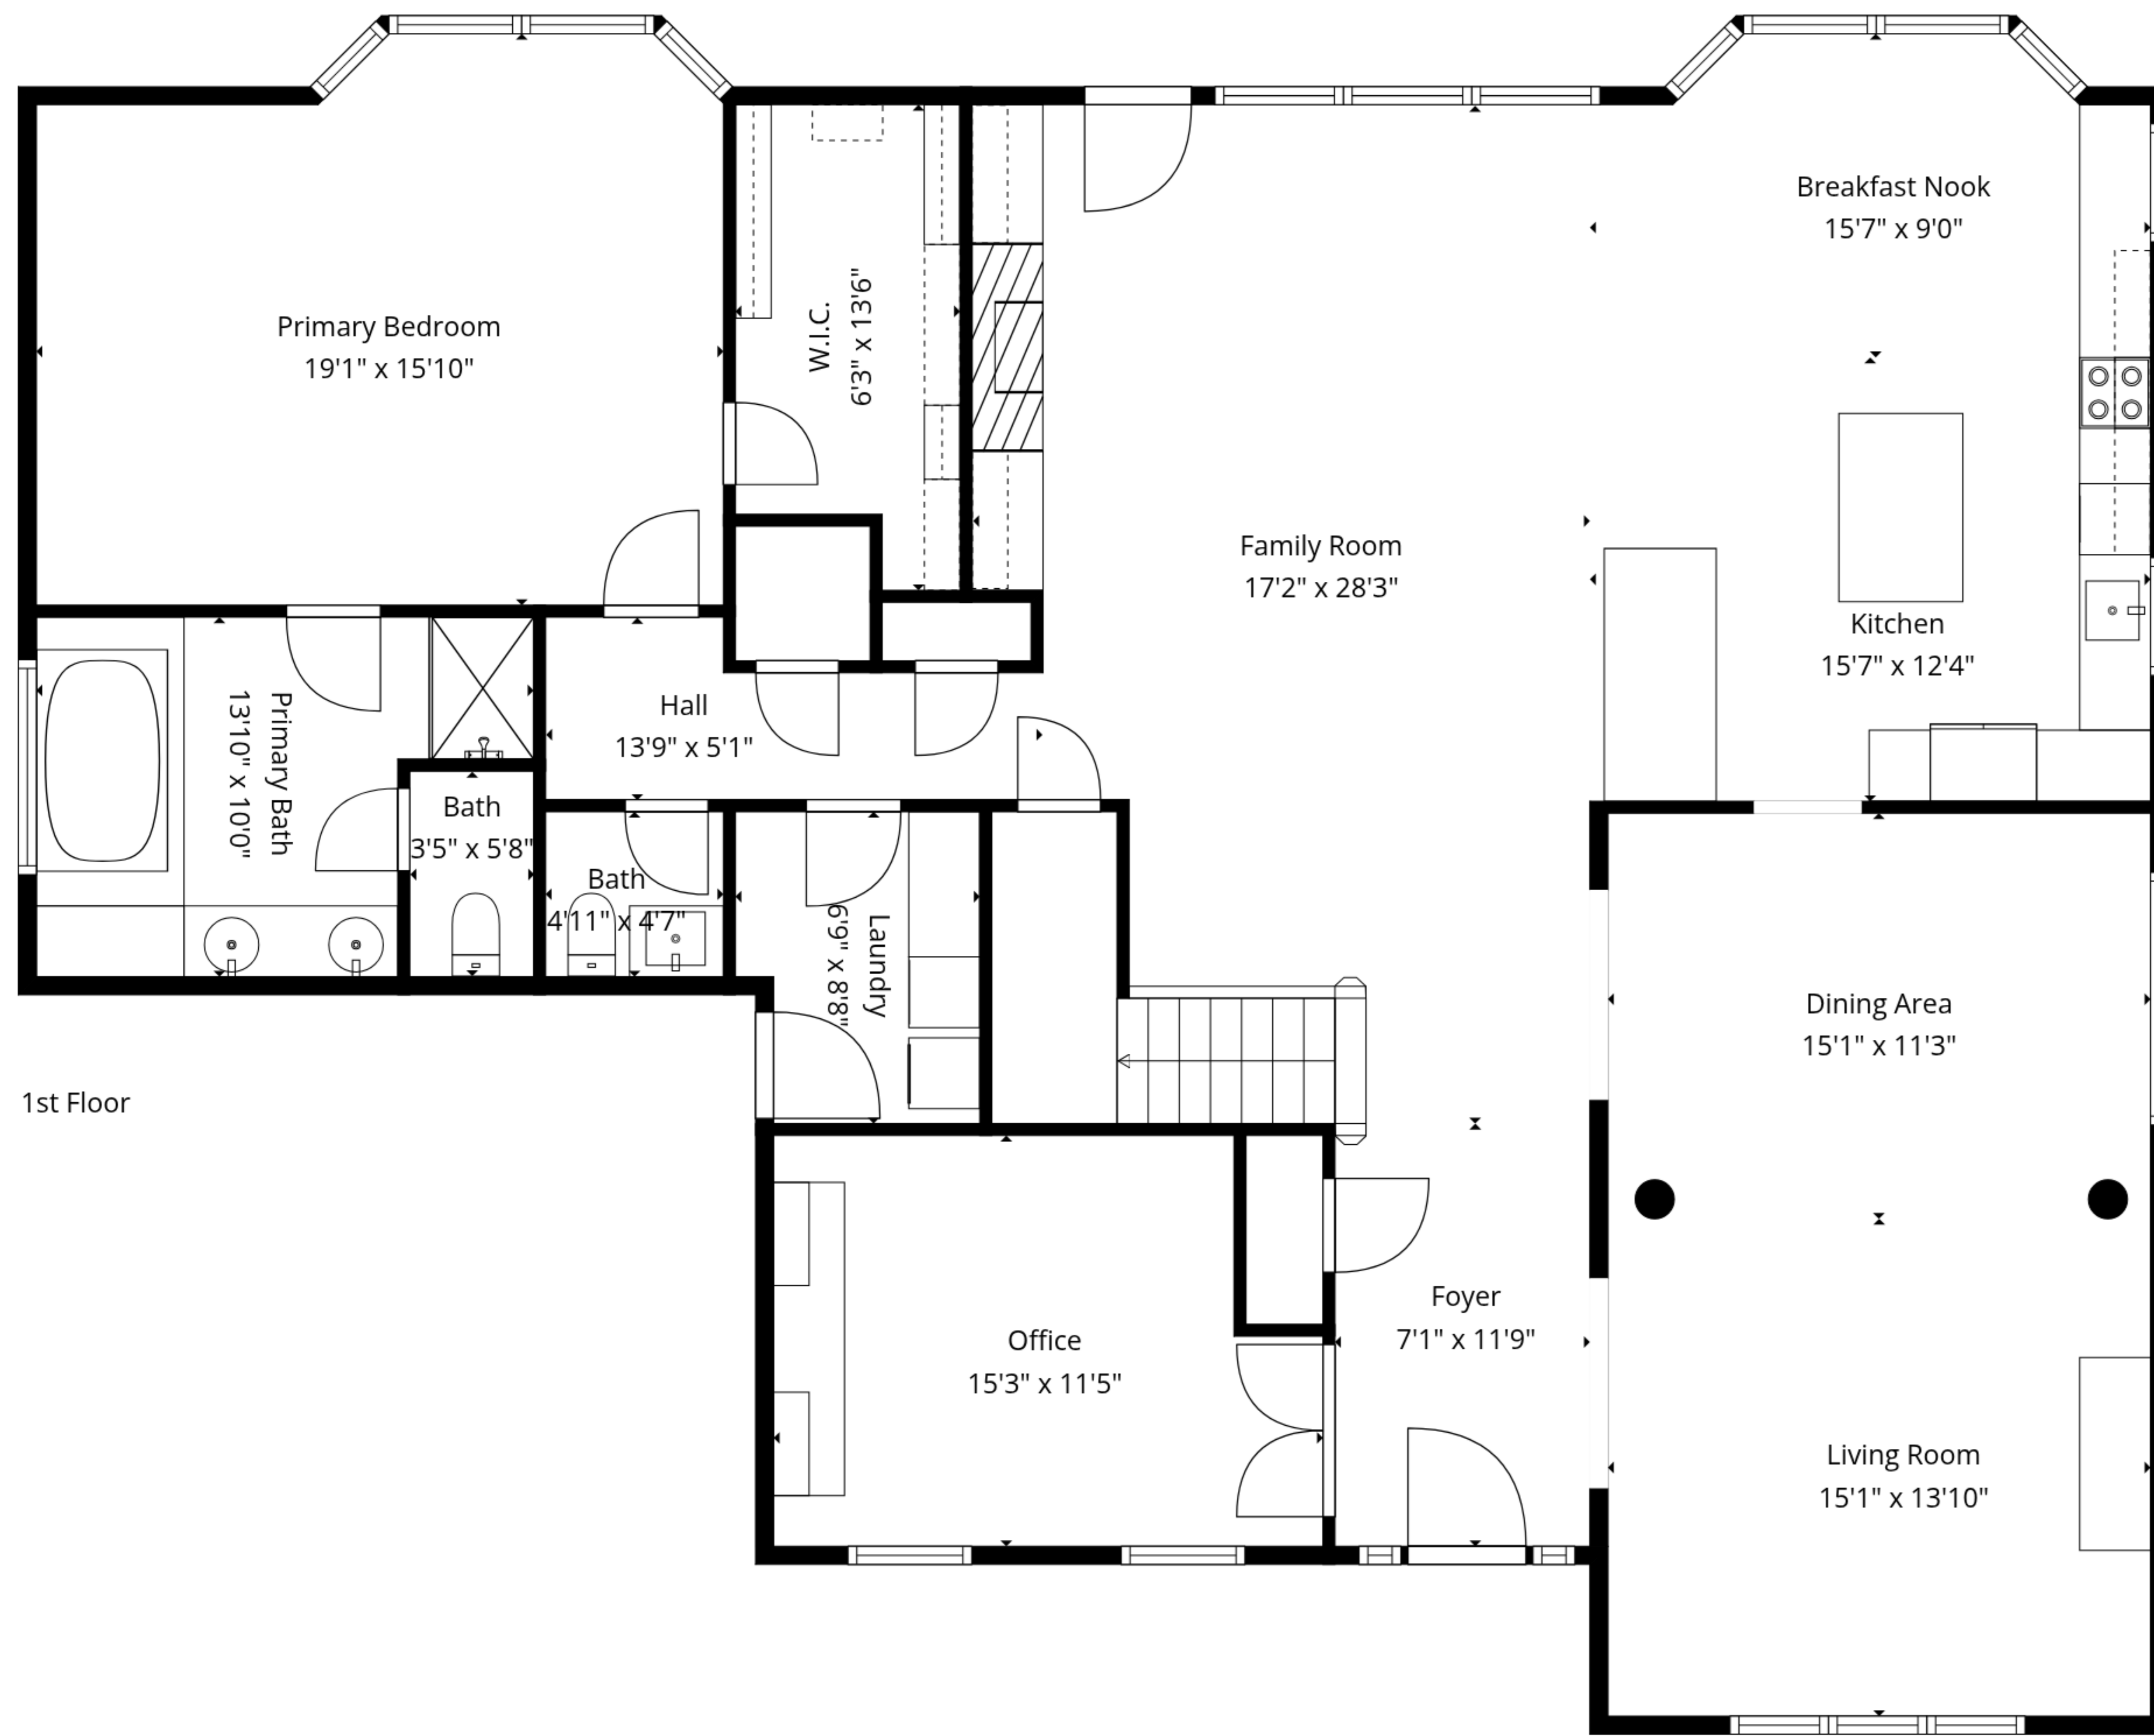 Breakfast Nook
15'7" x 9'0"
Primary Bedroom
19'1" x 15'10"
W.I.C.
6'3" x 13'6"
Family Room
17'2" x 28'3"
Kitchen
15'7" x 12'4"
Hall
13'9" x 5'1"
Primary Bath
13'10" x 10'0"
Bath
3'5" x 5'8"
Bath
4'11" x 4'7"
Laundry
6'9" x 8'8"
Dining Area
15'1" x 11'3"
1st Floor
Foyer
7'1" x 11'9"
Office
15'3" x 11'5"
Living Room
15'1" x 13'10"